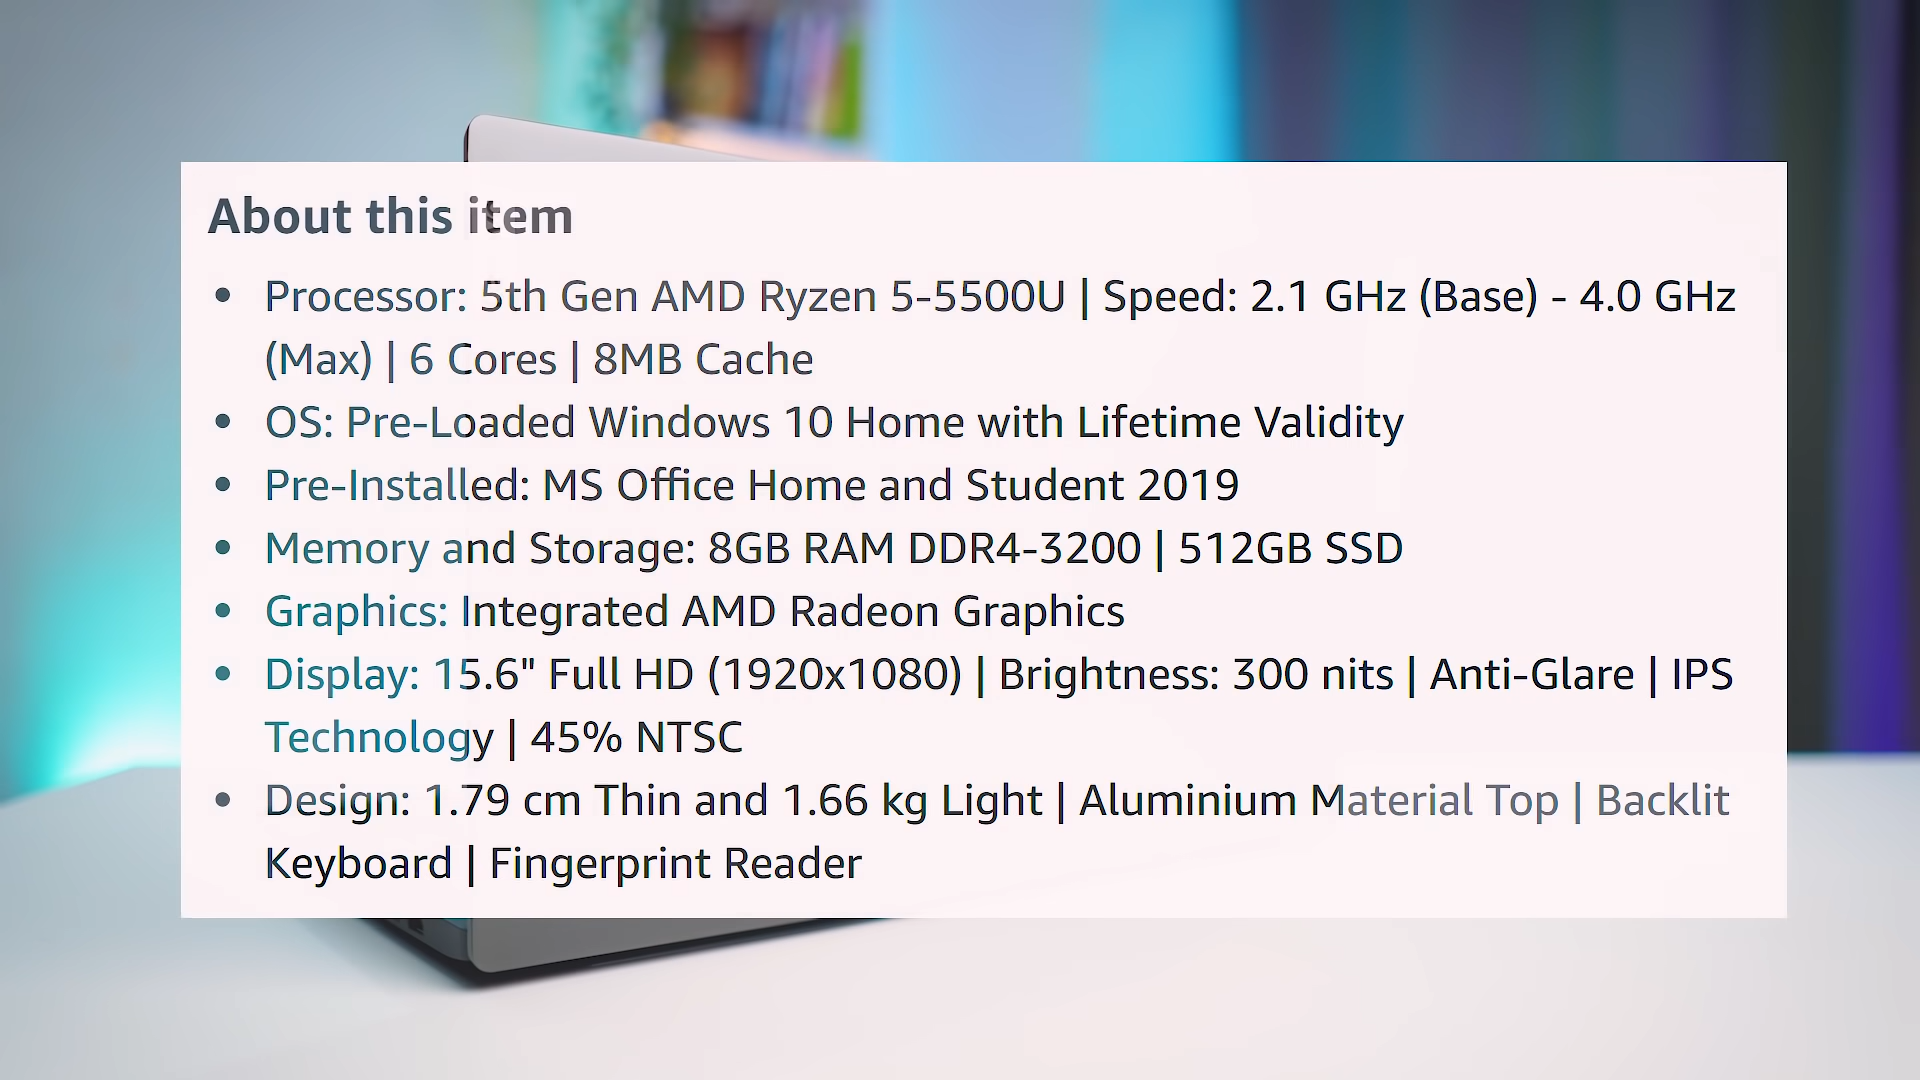 About this item
• Processor: 5th Gen AMD Ryzen 5-5500U | Speed: 2.1 GHz (Base) - 4.0 GHz
(Max) | 6 Cores | 8MB Cache
• OS: Pre-Loaded Windows 10 Home with Lifetime Validity
• Pre-Installed: MS Office Home and Student 2019
• Memory and Storage: 8GB RAM DDR4-3200 | 512GB SSD
• Graphics: Integrated AMD Radeon Graphics
• Display: 15.6" Full HD (1920x1080) | Brightness: 300 nits | Anti-Glare | IPS
Technology | 45% NTSC
• Design: 1.79 cm Thin and 1.66 kg Light | Aluminium Material Top | Backlit
Keyboard | Fingerprint Reader